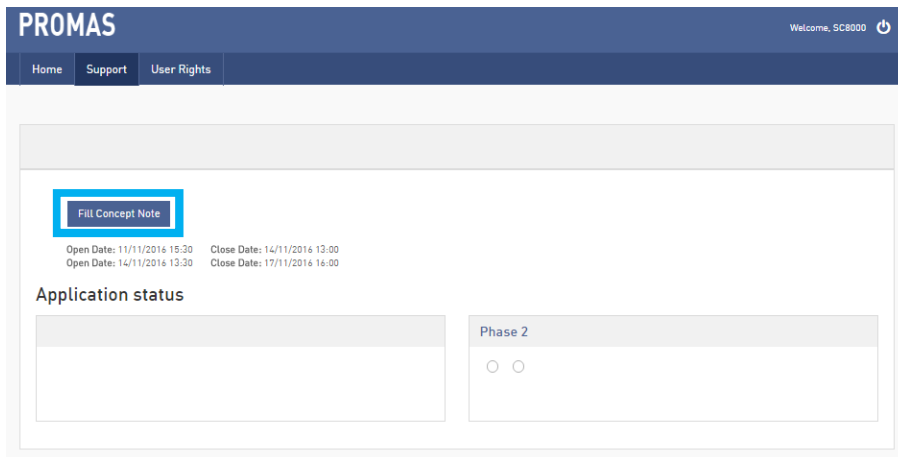 PROMAS
Welcome, SC8000
Home Support User Rights
Fill Concept Note
Open Date: 11/11/2016 15:30 Close Date: 14/11/2016 13:00
Open Date: 14/11/2016 13:30 Close Date: 17/11/2016 16:00
Application status
Phase 2